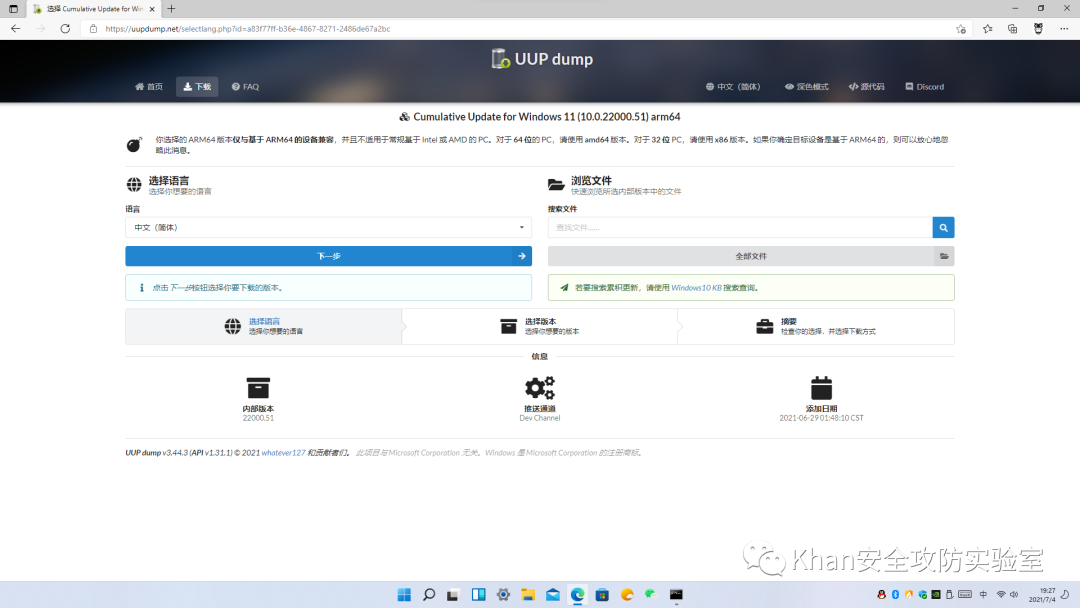 选择 Cumulative Update for Win
https://uupdump.net/selectlang.php?id=a83f77ff-b36e-4867-8271-2486de67a2bc
UUP dump
首页 下载 FAQ 中文（简体） 深色模式 源代码 Discord
Cumulative Update for Windows 11 (10.0.22000.51) arm64
你选择的 ARM64 版本仅与基于 ARM64 的设备兼容，并且不适用于常规基于 Intel 或 AMD 的 PC。对于 64 位的 PC，请使用 amd64 版本。对于 32 位 PC，请使用 x86 版本。如果你确定目标设备是基于 ARM64 的，则可以放心地忽
略此消息。
选择语言
选择你想要的语言
语言
中文（简体）
下一步
点击 下一步按钮选择你要下载的版本。
浏览文件
快速浏览所选内部版本中的文件
搜索文件
查找文件......
全部文件
若要搜索累积更新，请使用 Windows10 KB 搜索查询。
选择语言
选择你想要的语言
选择版本
选择你想要的版本
摘要
检查你的选择，并选择下载方式
信息
内部版本
22000.51
推送通道
Dev Channel
添加日期
2021-06-29 01:48:10 CST
UUP dump v3.44.3 (API v1.31.1) © 2021 whatever127 和贡献者们。 此项目与 Microsoft Corporation 无关。Windows 是 Microsoft Corporation 的注册商标。
Khan安全攻防实验室
中
19:27
2021/7/4